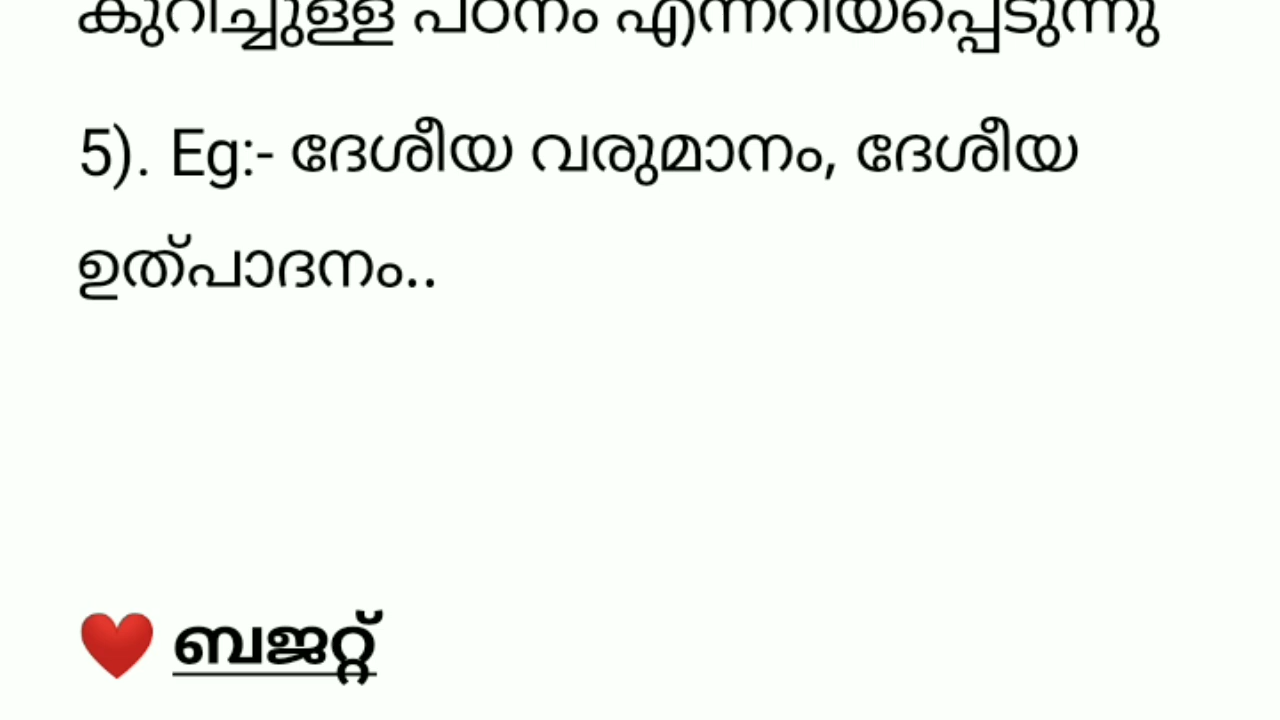 കുറിച്ചുള്ള പഠനം എന്നറിയപ്പെടുന്നു
5). Eg:- ദേശീയ വരുമാനം, ദേശീയ
ഉത്പാദനം..
❤️ ബജറ്റ്